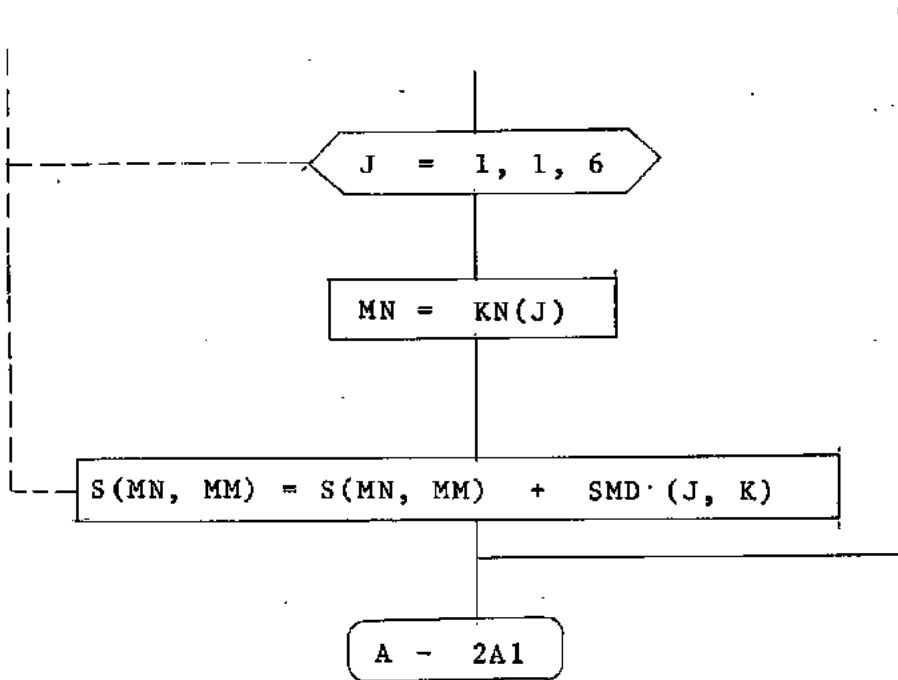 J = 1, 1, 6
MN = KN(J)
S(MN, MM) = S(MN, MM) + SMD (J, K)
A - 2A1